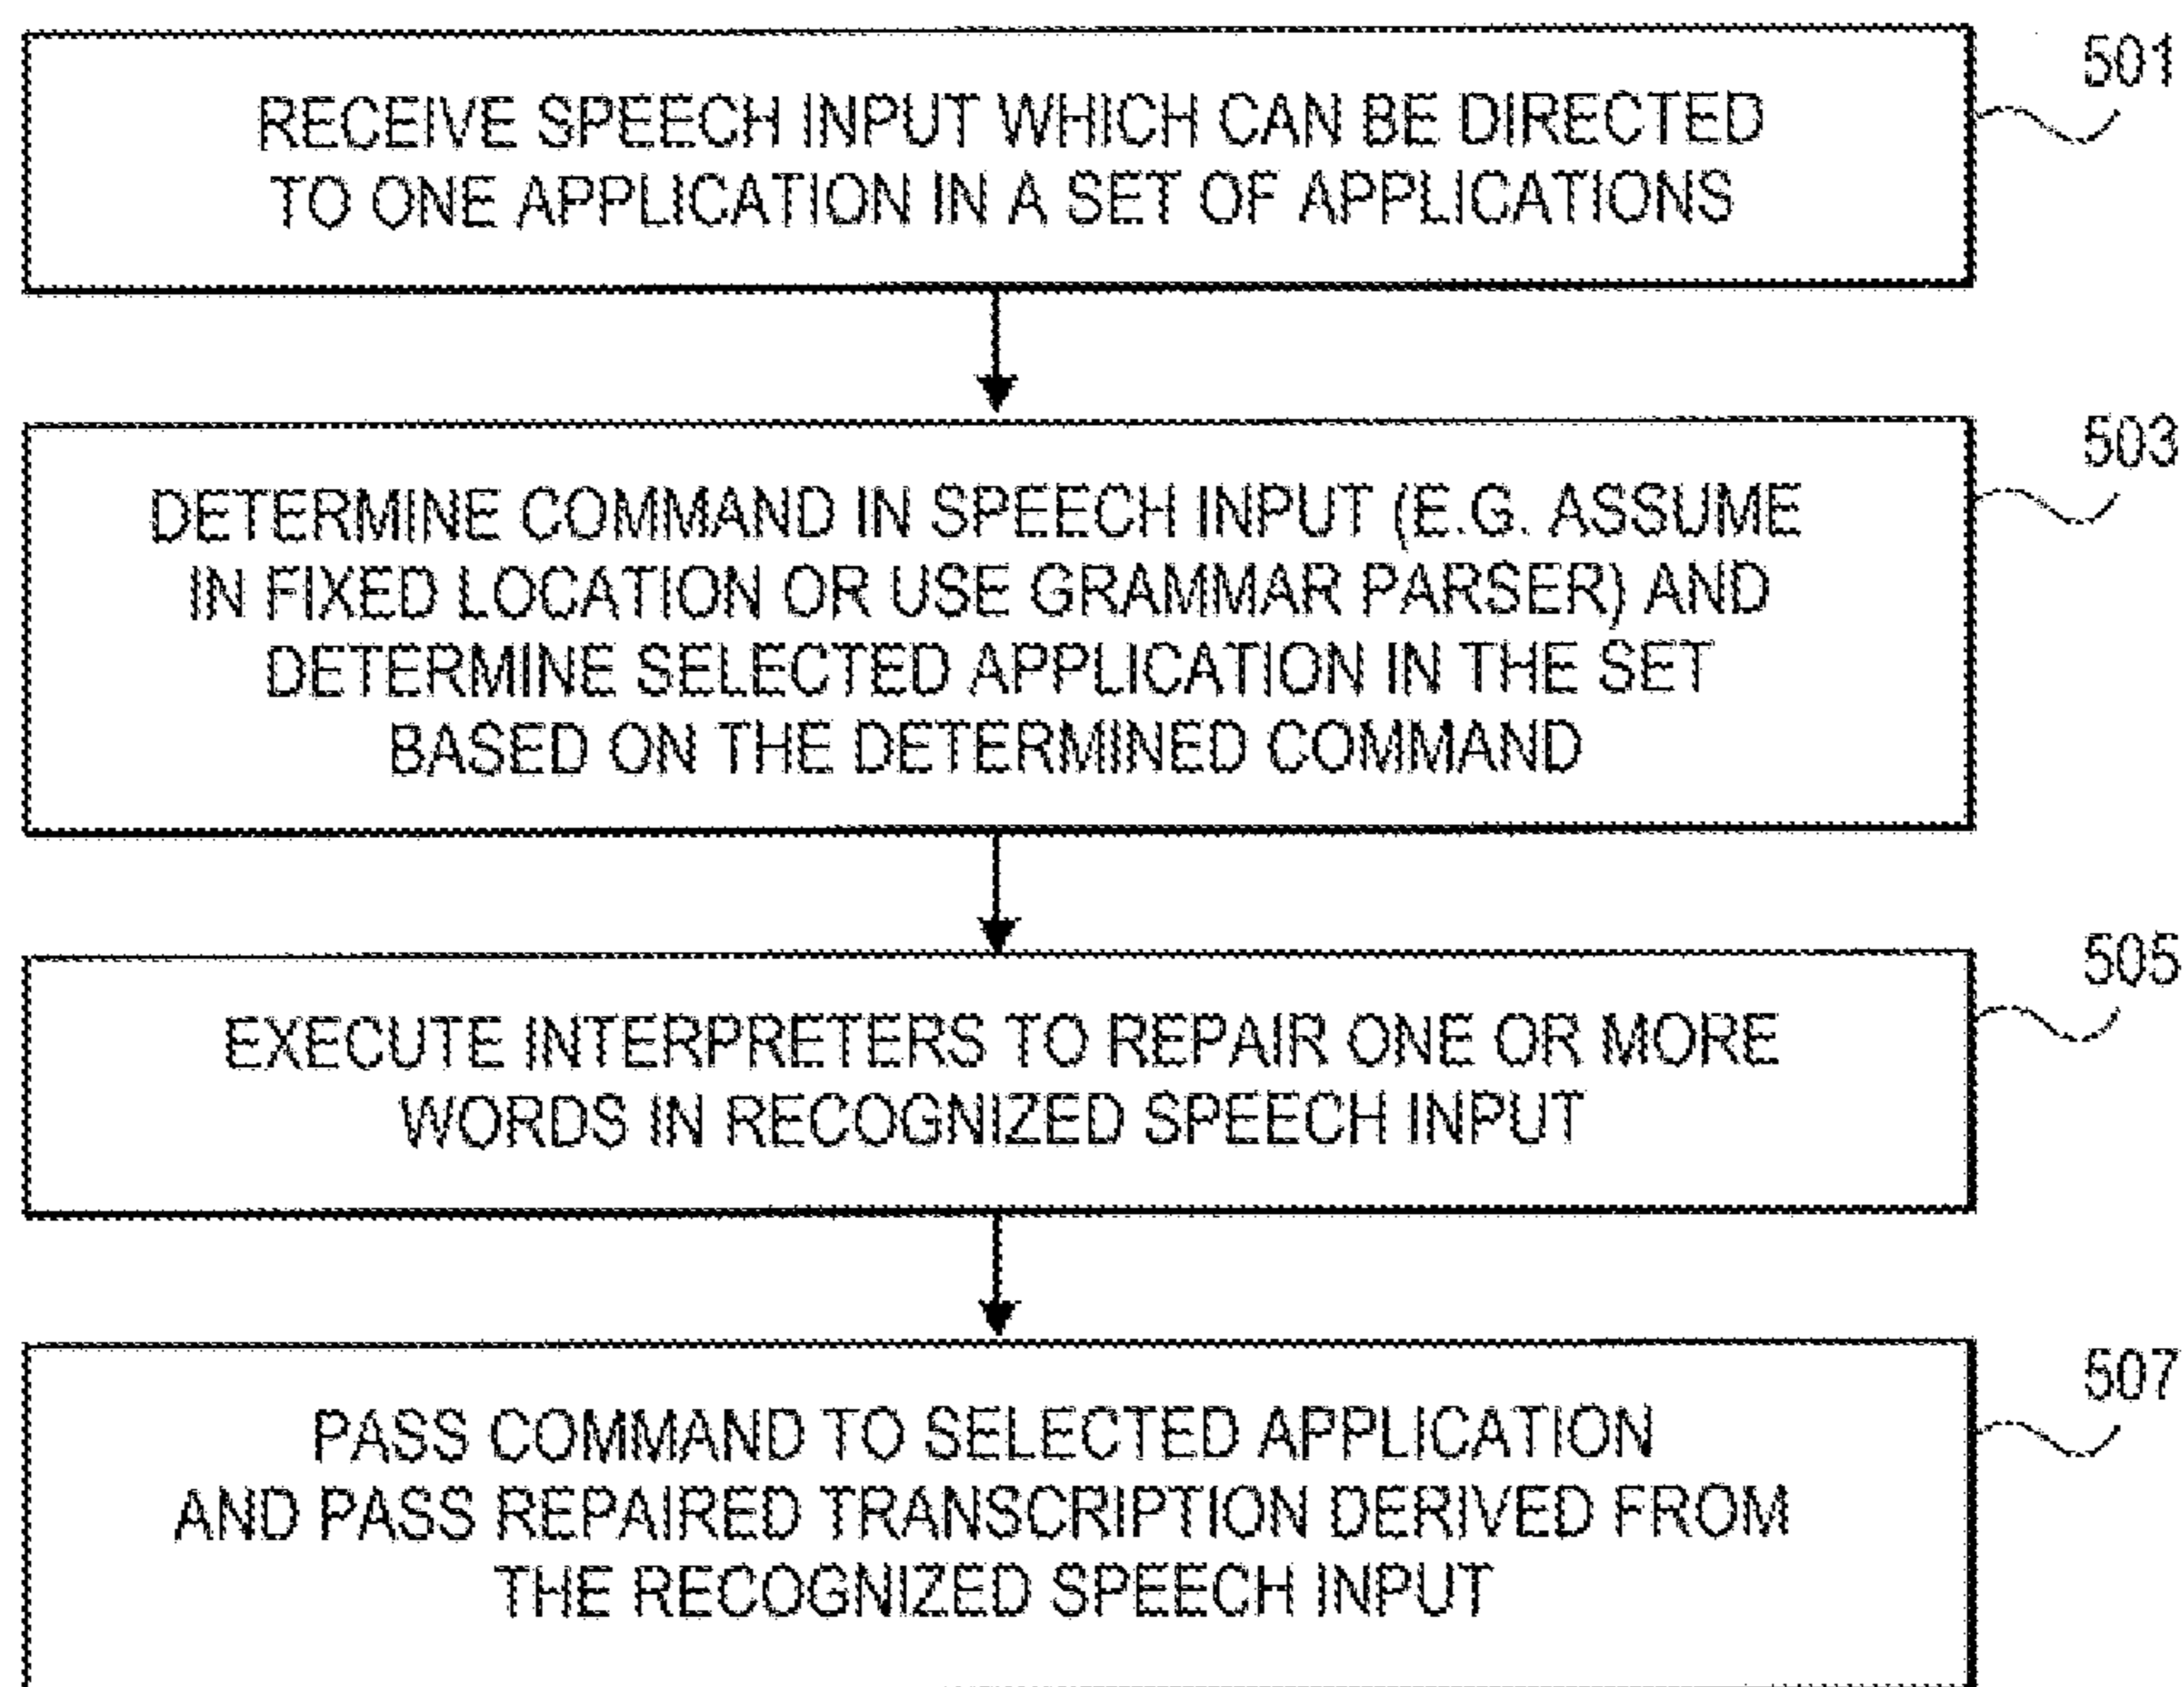 501
RECEIVE SPEECH INPUT WHICH CAN BE DIRECTED
TO ONE APPLICATION IN A SET OF APPLICATIONS
503
DETERMINE COMMAND IN SPEECH INPUT (E.G. ASSUME
IN FIXED LOCATION OR USE GRAMMAR PARSER) AND
DETERMINE SELECTED APPLICATION IN THE SET
BASED ON THE DETERMINED COMMAND
505
EXECUTE INTERPRETERS TO REPAIR ONE OR MORE
WORDS IN RECOGNIZED SPEECH INPUT
507
PASS COMMAND TO SELECTED APPLICATION
AND PASS REPAIRED TRANSCRIPTION DERIVED FROM
THE RECOGNIZED SPEECH INPUT